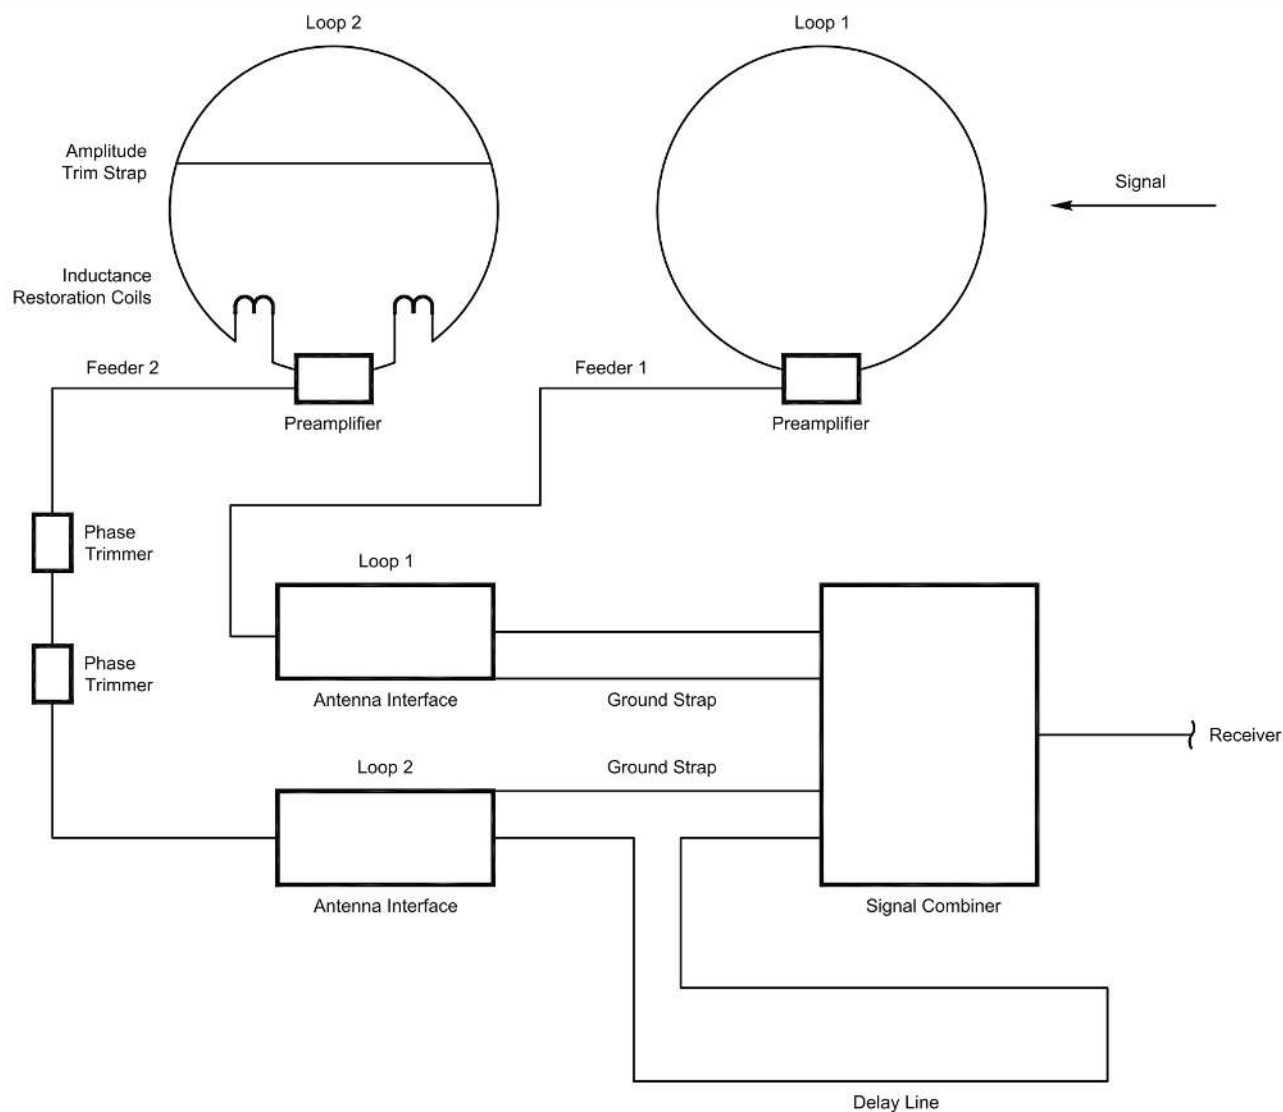 Loop 2
Loop 1
Amplitude
Trim Strap
Signal
Inductance
Restoration Coils
Feeder 2
Feeder 1
Preamplifier
Preamplifier
Phase
Trimmer
Loop 1
Phase
Trimmer
Antenna Interface
Ground Strap
Receiver
Loop 2
Ground Strap
Antenna Interface
Signal Combiner
Delay Line